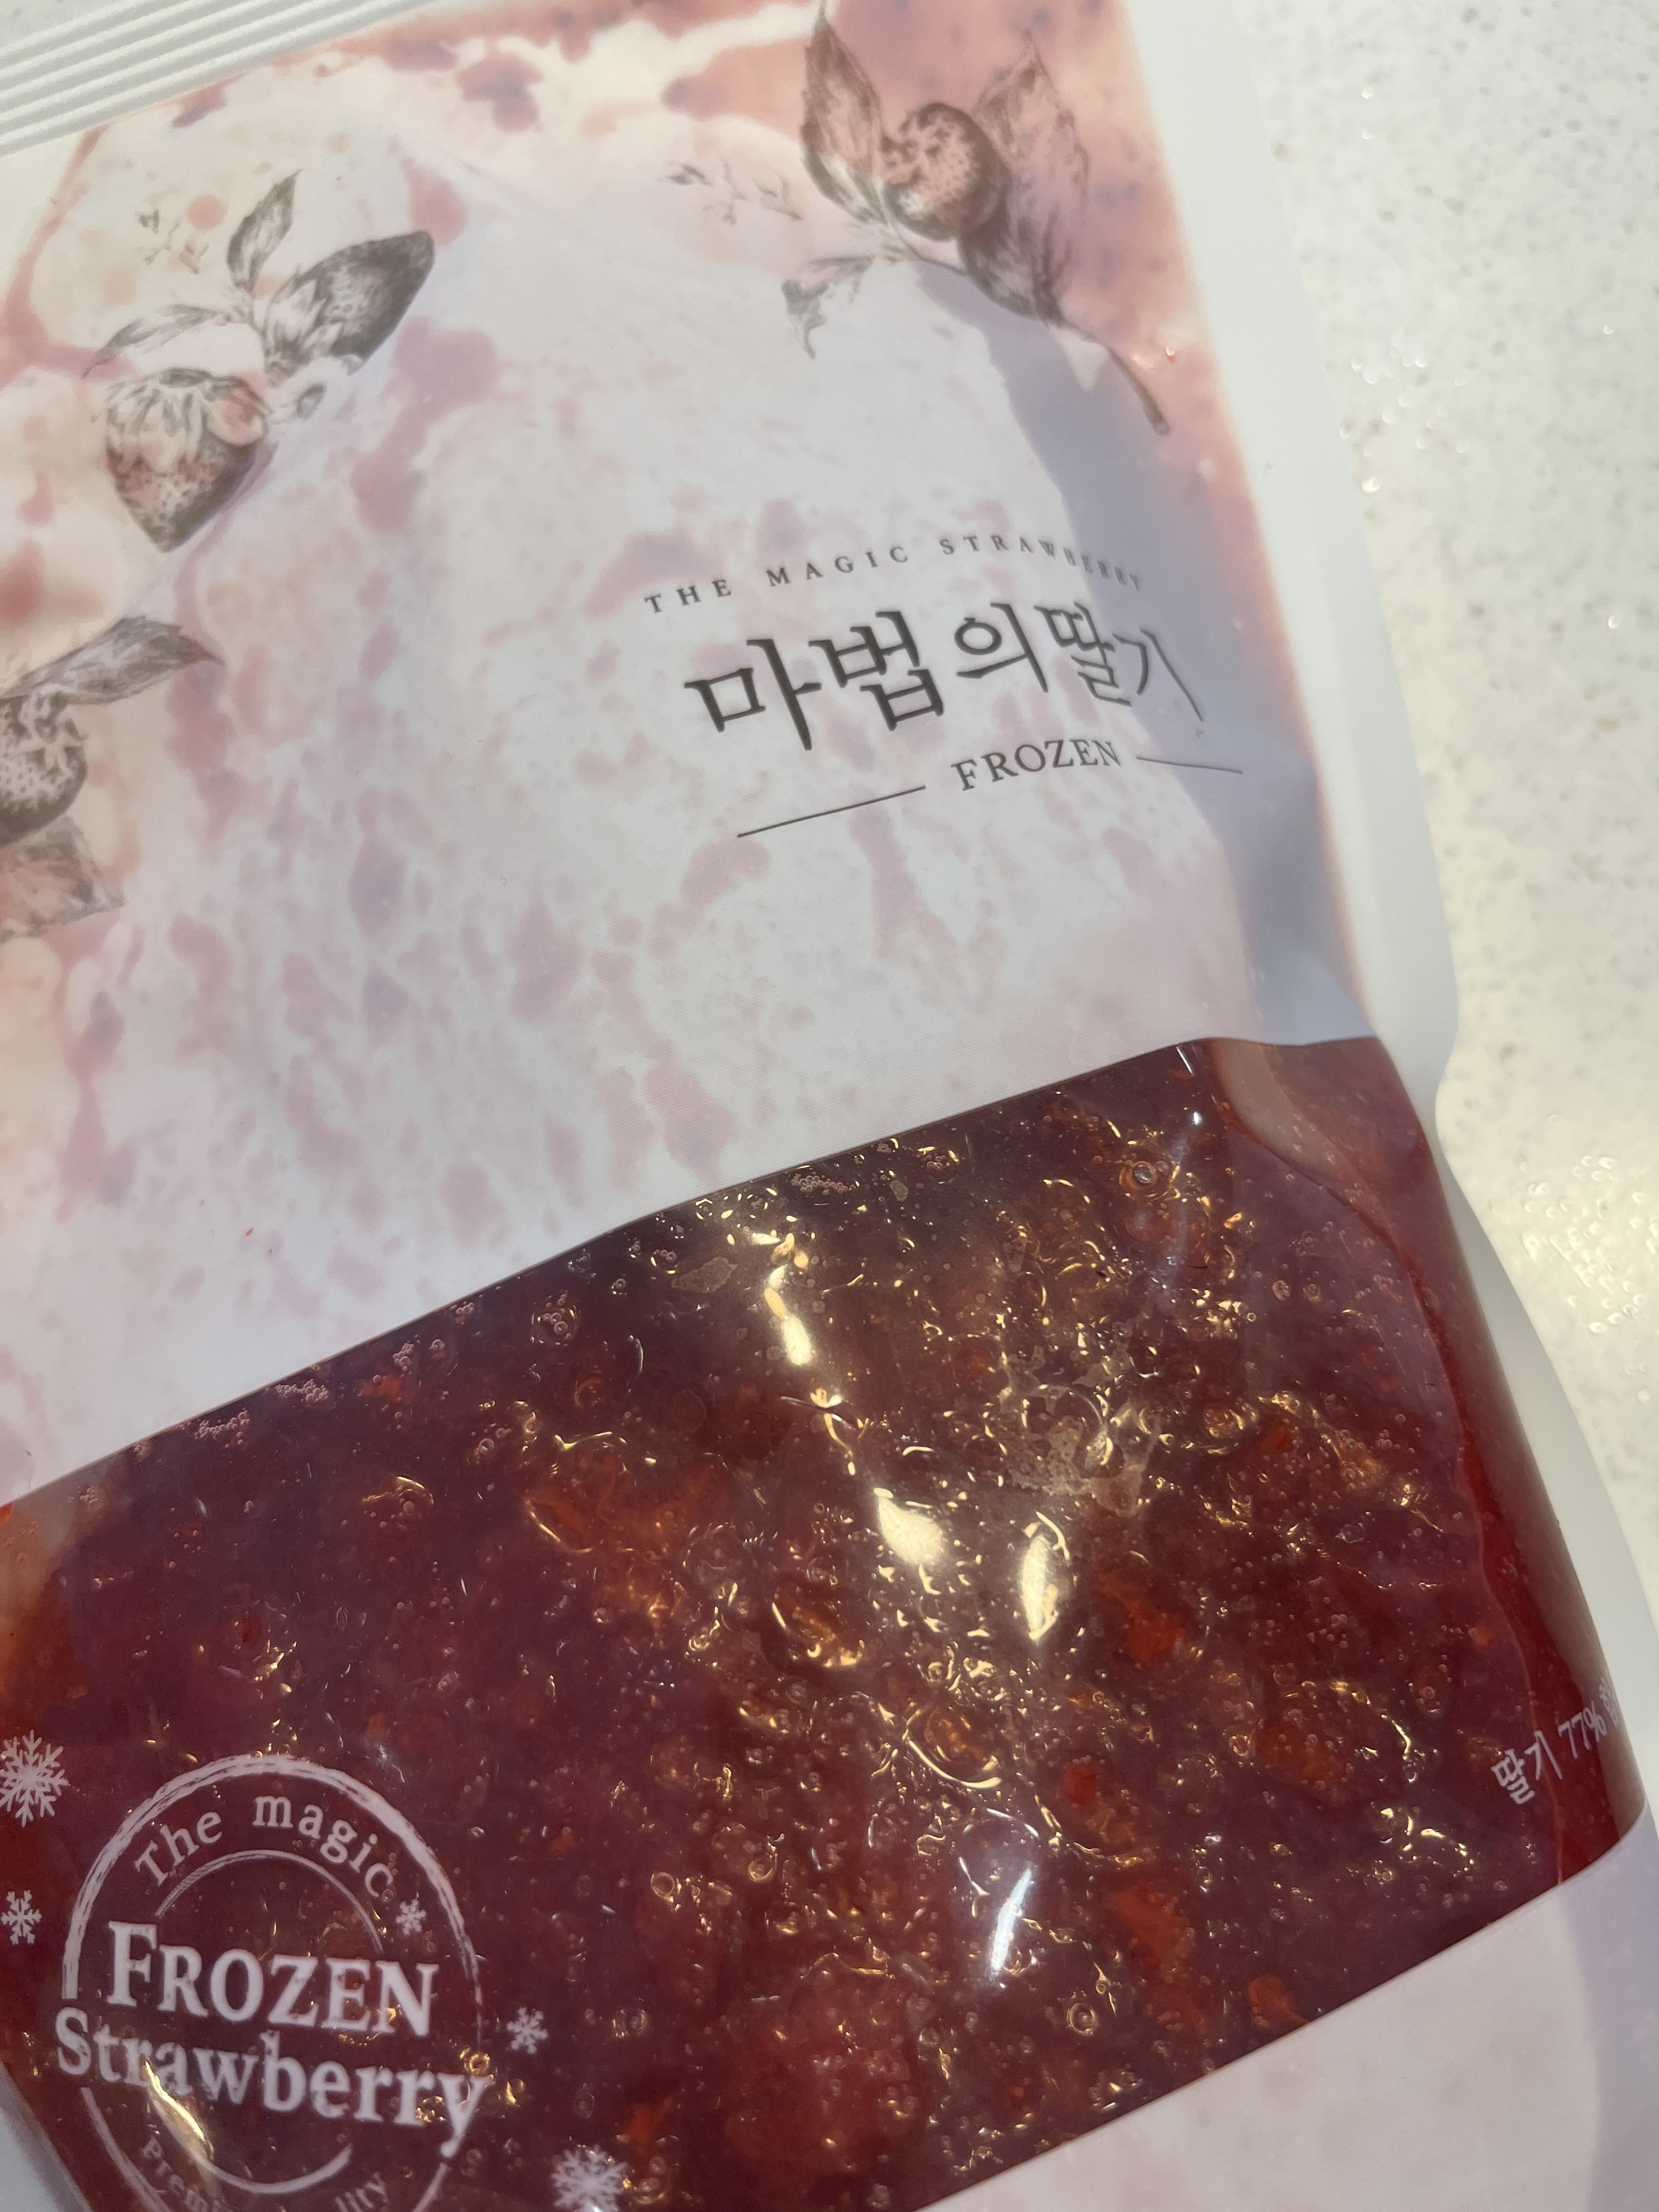 THE MAGIC STRAWBERRY
마법의딸기
FROZEN
딸기 77%
The magic
FROZEN
Strawberry